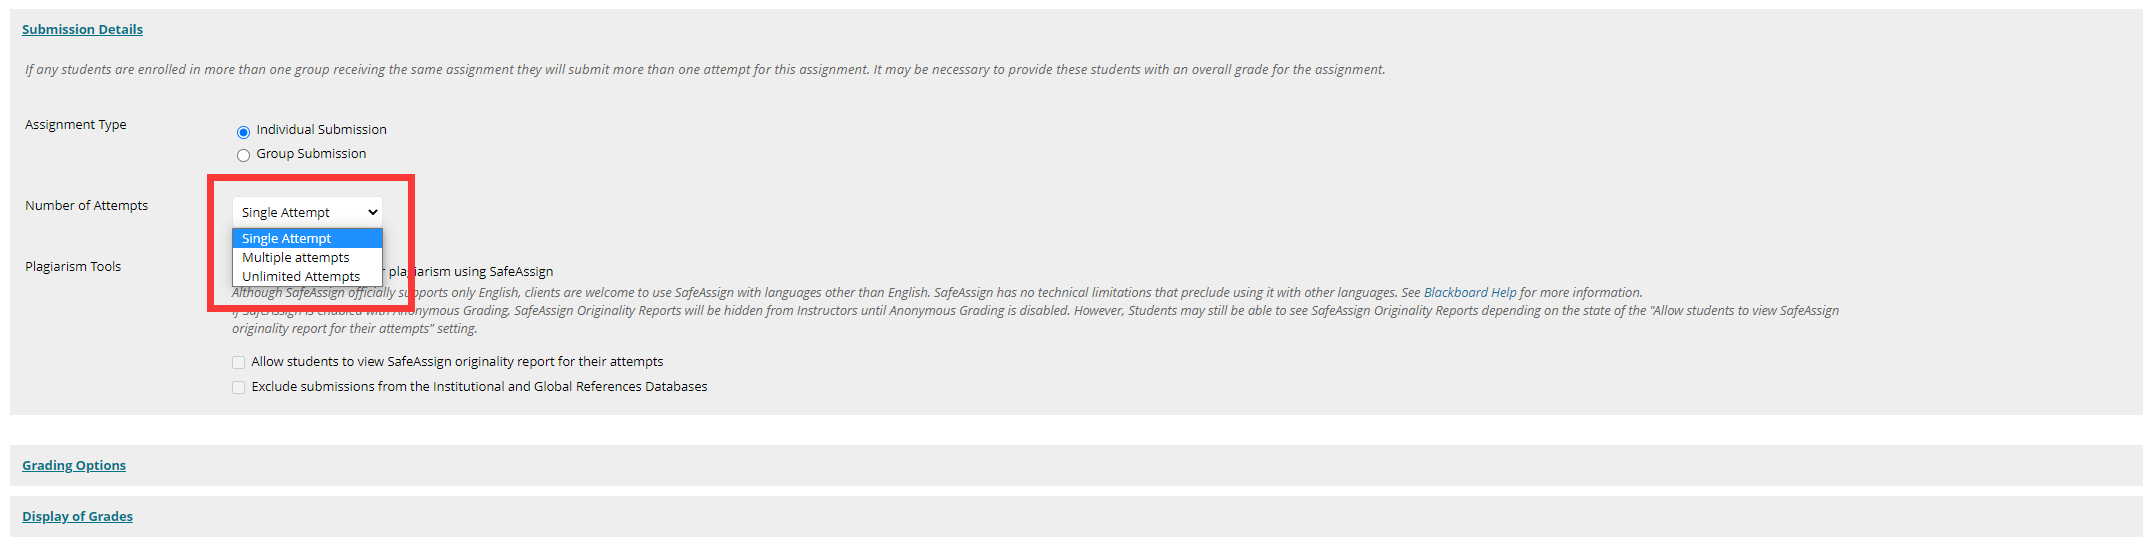 Submission Details
If any students are enrolled in more than one group receiving the same assignment they will submit more than one attempt for this assignment. It may be necessary to provide these students with an overall grade for the assignment.
Assignment Type
Individual Submission
Group Submission
Number of Attempts
Single Attempt
Single Attempt
Multiple attempts
Unlimited Attempts
Plagiarism Tools
plagiarism using SafeAssign
Although SafeAssign officially supports only English, clients are welcome to use SafeAssign with languages other than English. SafeAssign has no technical limitations that preclude using it with other languages. See Blackboard Help for more information.
If SafeAssign is enabled with Anonymous Grading, SafeAssign Originality Reports will be hidden from Instructors until Anonymous Grading is disabled. However, Students may still be able to see SafeAssign Originality Reports depending on the state of the "Allow students to view SafeAssign
originality report for their attempts" setting.
Allow students to view SafeAssign originality report for their attempts
Exclude submissions from the Institutional and Global References Databases
Grading Options
Display of Grades